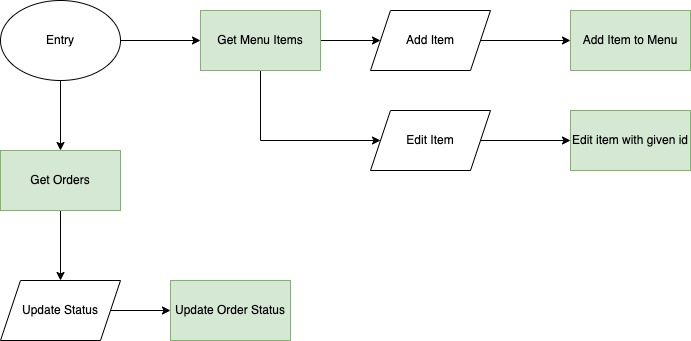 Entry
Get Menu Items
Add Item
Add Item to Menu
Edit Item
Edit item with given id
Get Orders
Update Status
Update Order Status